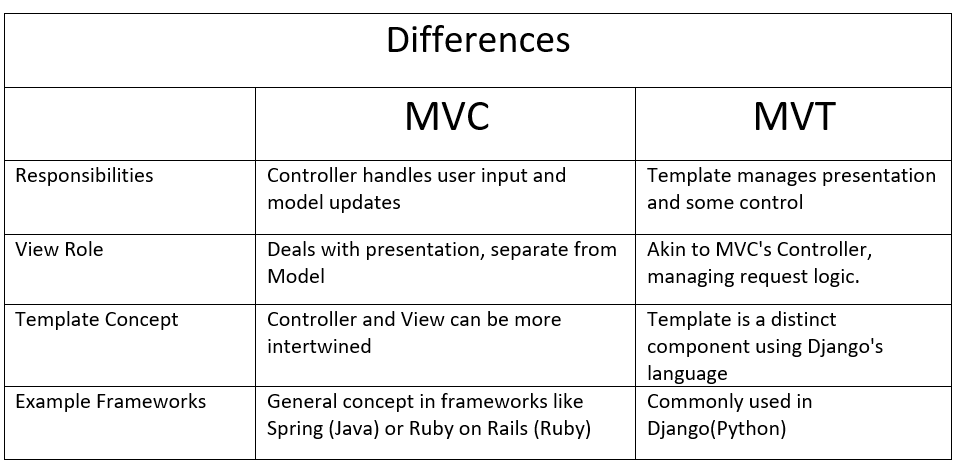 Differences
MVC
MVT
Responsibilities
Controller handles user input and
model updates
Template manages presentation
and some control
View Role
Deals with presentation, separate from
Model
Akin to MVC's Controller,
managing request logic.
Template Concept
Controller and View can be more
intertwined
Template is a distinct
component using Django's
language
Example Frameworks
General concept in frameworks like
Spring (Java) or Ruby on Rails (Ruby)
Commonly used in
Django(Python)